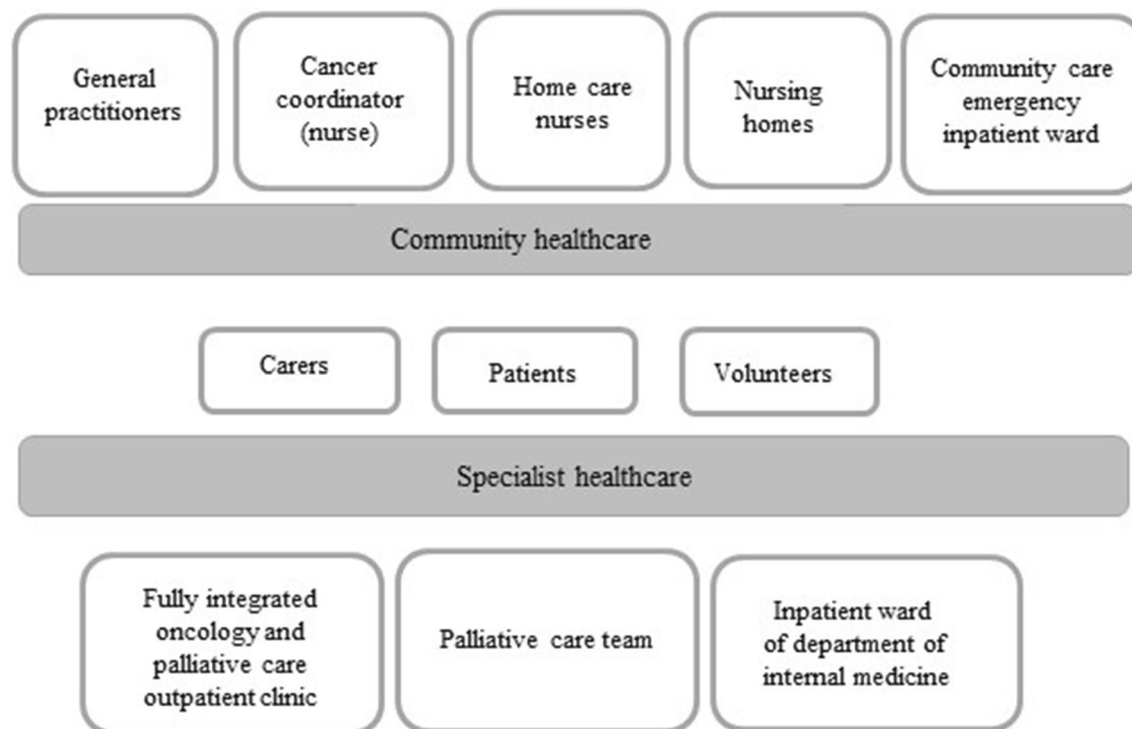 General
practitioners
Cancer
coordinator
(nurse)
Home care
nurses
Nursing
homes
Community care
emergency
inpatient ward
Community healthcare
Carers
Patients
Volunteers
Specialist healthcare
Fully integrated
oncology and
palliative care
outpatient clinic
Palliative care team
Inpatient ward
of department of
internal medicine